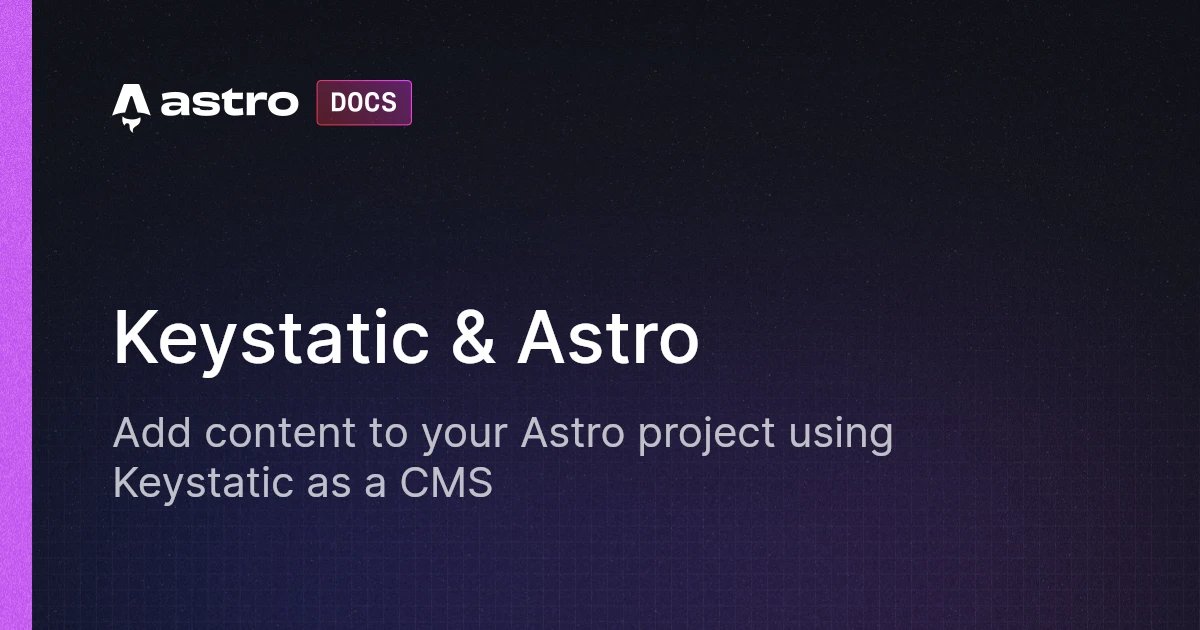 astro DOCS
Keystatic & Astro
Add content to your Astro project using
Keystatic as a CMS